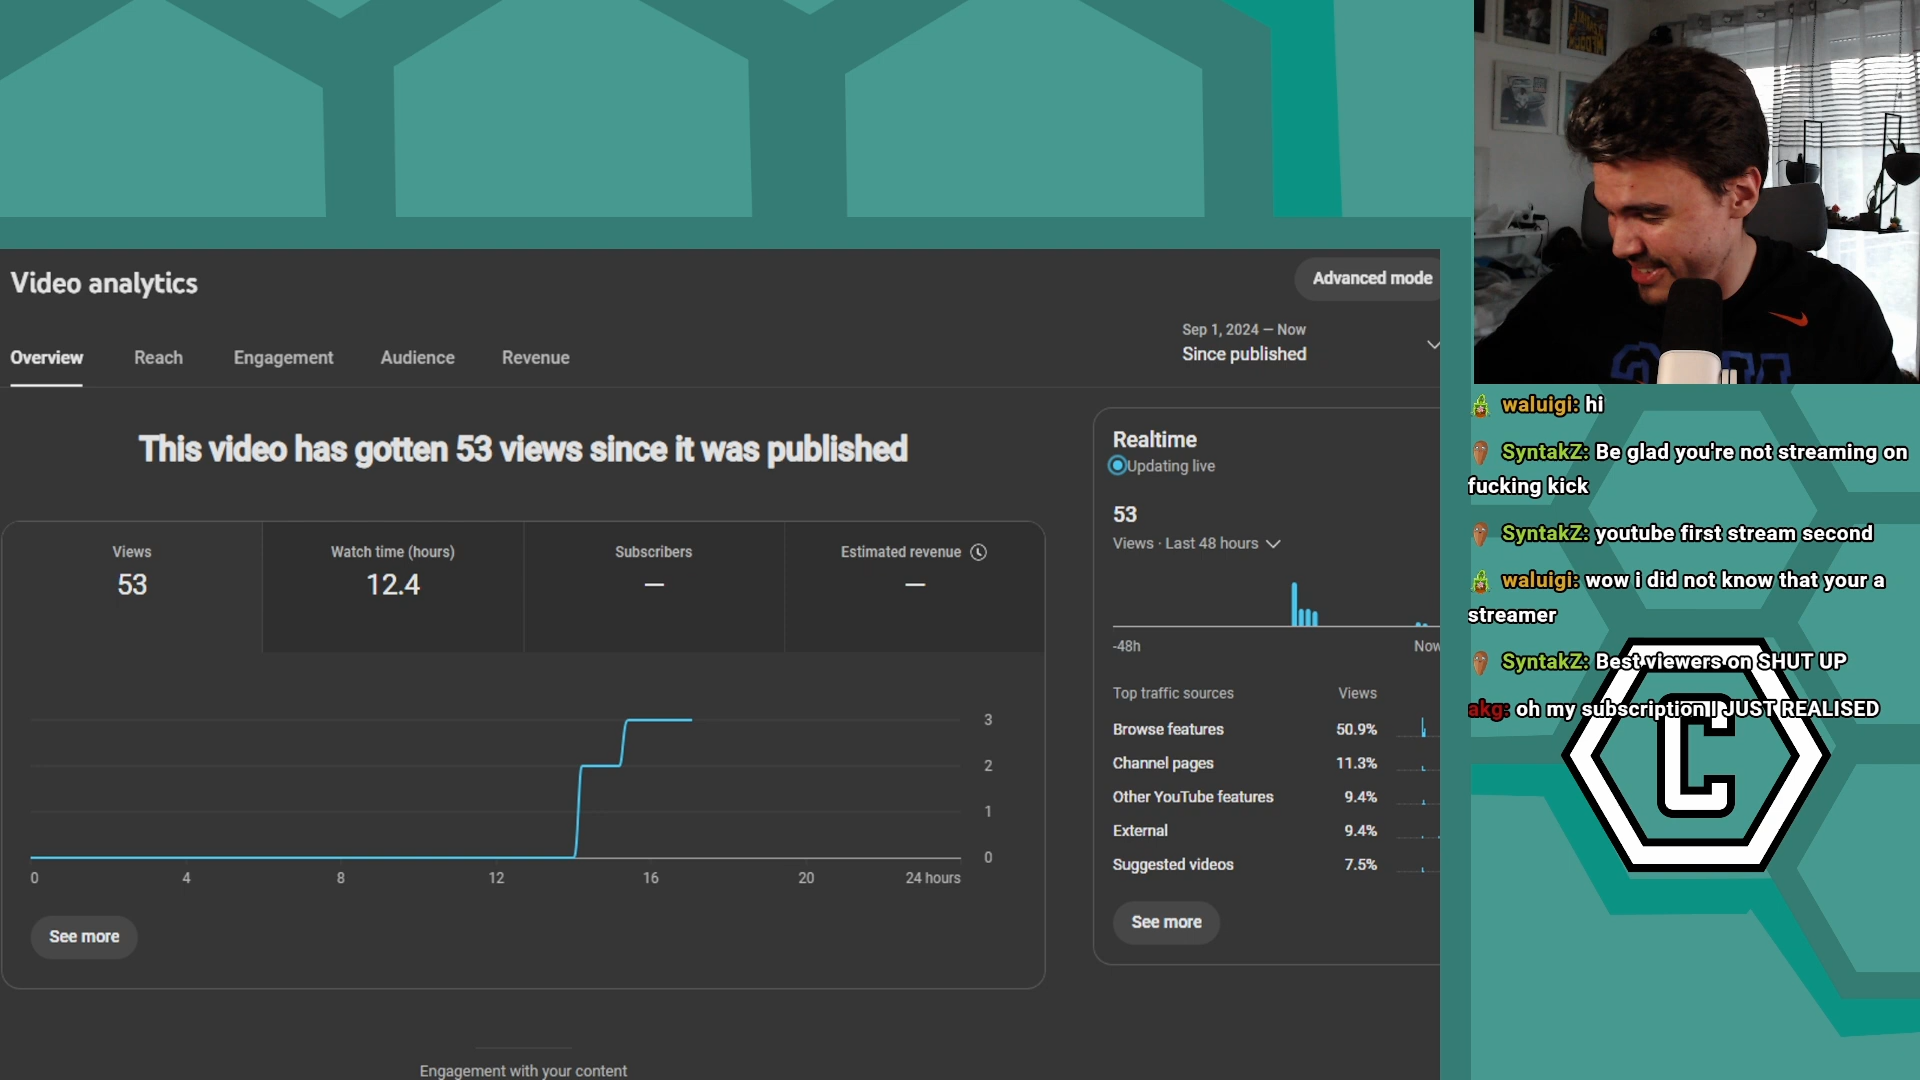 Video analytics
Advanced mode
Sep 1, 2024 – Now
Since published
Overview
Reach
Engagement
Audience
Revenue
This video has gotten 53 views since it was published
Views
53
Watch time (hours)
12.4
Subscribers
—
Estimated revenue
—
3
2
1
0
0
4
8
12
16
20
24 hours
See more
Engagement with your content
Realtime
Updating live
53
Views · Last 48 hours
-48h
Now
Top traffic sources
Views
Browse features
50.9%
Channel pages
11.3%
Other YouTube features
9.4%
External
9.4%
Suggested videos
7.5%
See more
waluigi: hi
SyntakZ: Be glad you're not streaming on
fucking kick
SyntakZ: youtube first stream second
waluigi: wow i did not know that your a
streamer
SyntakZ: Best viewers on SHUT UP
akg: oh my subscription I JUST REALISED
C